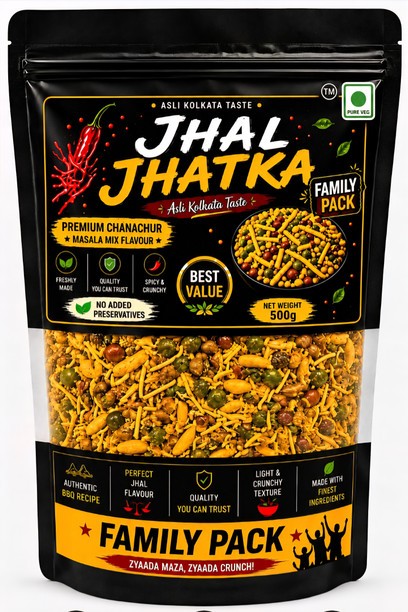 TM
• ASLI KOLKATA TASTE •
PURE VEG
JHAL
JHATKA
Asli Kolkata Taste
FAMILY
PACK
PREMIUM CHANACHUR
★ MASALA MIX FLAVOUR ★
FRESHLY
MADE
QUALITY
YOU CAN TRUST
SPICY &
CRUNCHY
BEST
VALUE
NO ADDED
PRESERVATIVES
NET WEIGHT
500g
AUTHENTIC
BBQ RECIPE
PERFECT
JHAL
FLAVOUR
QUALITY
YOU CAN TRUST
LIGHT &
CRUNCHY
TEXTURE
MADE WITH
FINEST
INGREDIENTS
★ FAMILY PACK ★
ZYAADA MAZA, ZYAADA CRUNCH!